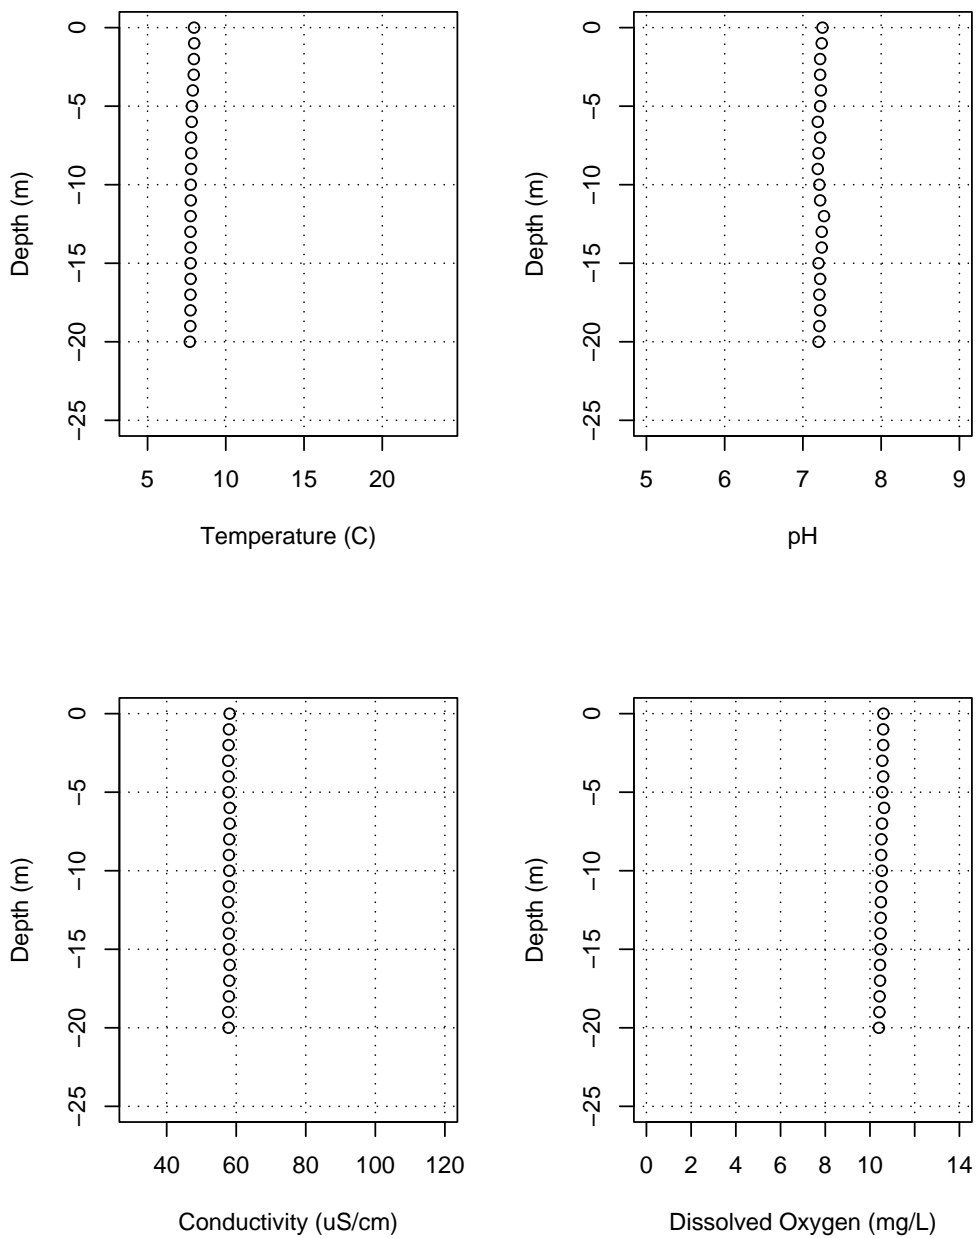 0
−5
−10
−15
−20
−25
Depth (m)
5 10 15 20
Temperature (C)
0
−5
−10
−15
−20
−25
Depth (m)
5 6 7 8 9
pH
0
−5
−10
−15
−20
−25
Depth (m)
40 60 80 100 120
Conductivity (uS/cm)
0
−5
−10
−15
−20
−25
Depth (m)
0 2 4 6 8 10 14
Dissolved Oxygen (mg/L)